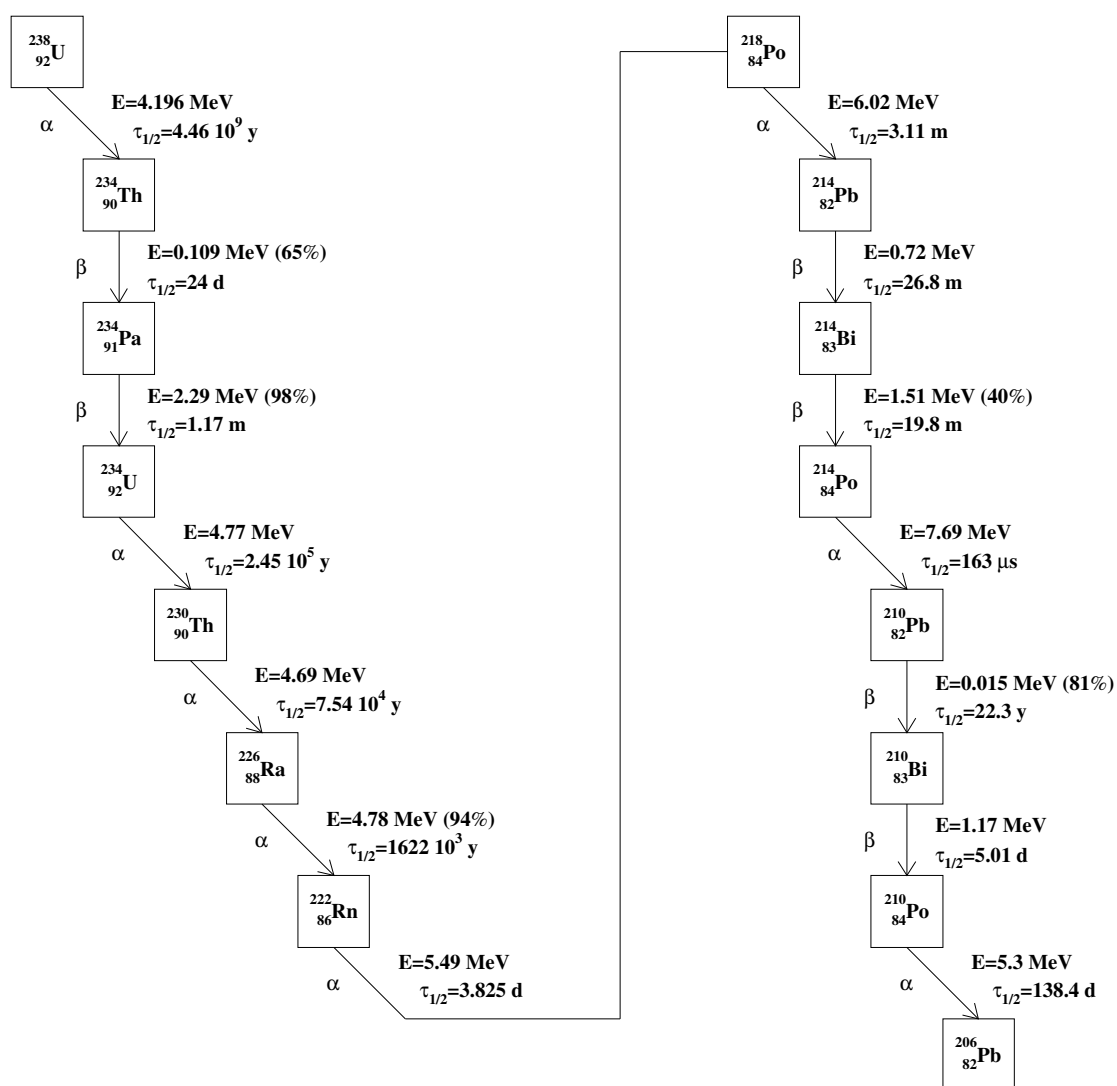 238
92U
E=4.196 MeV
α
τ1/2=4.46 10^9 y
234
90Th
E=0.109 MeV (65%)
β
τ1/2=24 d
234
91Pa
E=2.29 MeV (98%)
β
τ1/2=1.17 m
234
92U
E=4.77 MeV
α
τ1/2=2.45 10^5 y
230
90Th
E=4.69 MeV
α
τ1/2=7.54 10^4 y
226
88Ra
E=4.78 MeV (94%)
α
τ1/2=1622 10^3 y
222
86Rn
E=5.49 MeV
α
τ1/2=3.825 d
218
84Po
E=6.02 MeV
α
τ1/2=3.11 m
214
82Pb
E=0.72 MeV
β
τ1/2=26.8 m
214
83Bi
E=1.51 MeV (40%)
β
τ1/2=19.8 m
214
84Po
E=7.69 MeV
α
τ1/2=163 μs
210
82Pb
E=0.015 MeV (81%)
β
τ1/2=22.3 y
210
83Bi
E=1.17 MeV
β
τ1/2=5.01 d
210
84Po
E=5.3 MeV
α
τ1/2=138.4 d
206
82Pb